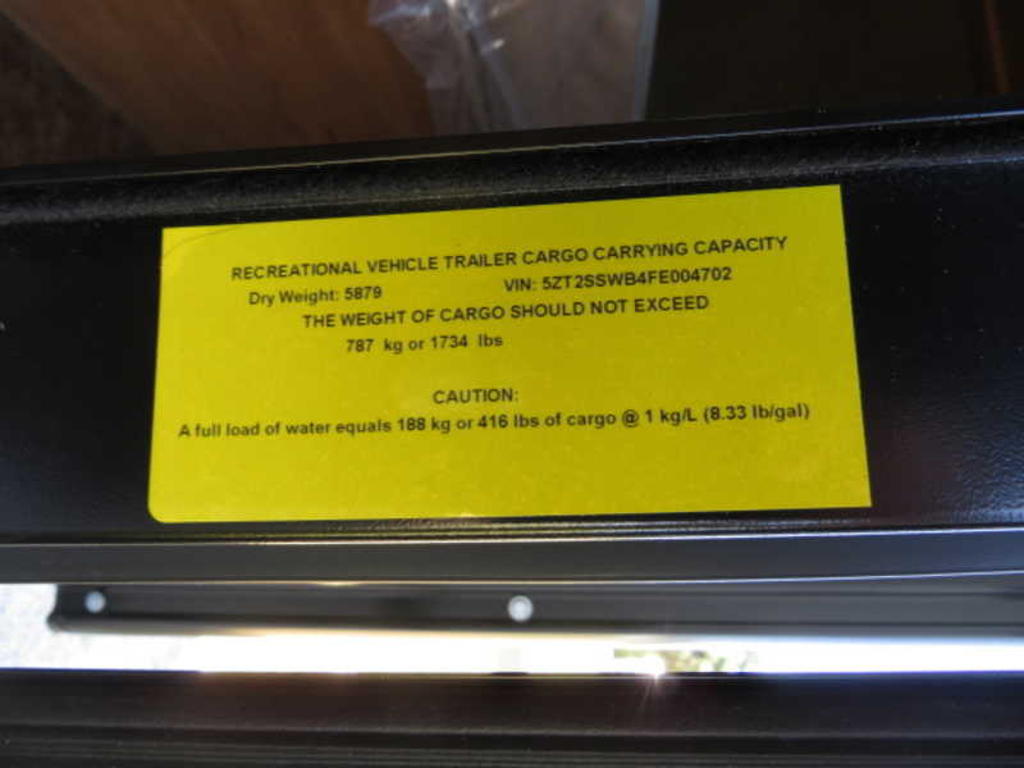 RECREATIONAL VEHICLE TRAILER CARGO CARRYING CAPACITY
Dry Weight: 5879 VIN: 5ZT2SSWB4FE004702
THE WEIGHT OF CARGO SHOULD NOT EXCEED
787 kg or 1734 lbs
CAUTION:
A full load of water equals 188 kg or 416 lbs of cargo @ 1 kg/L (8.33 lb/gal)